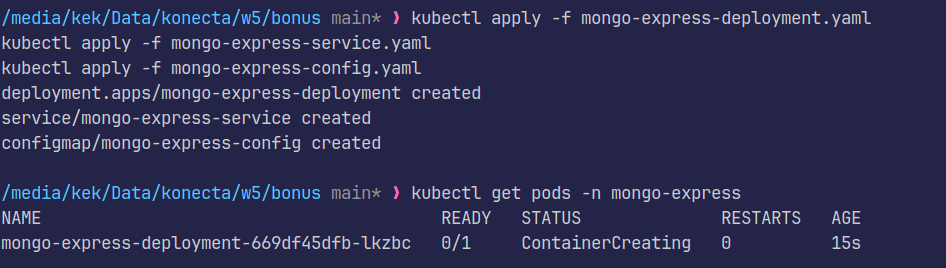 /media/kek/Data/konecta/w5/bonus main* ❯ kubectl apply -f mongo-express-deployment.yaml
kubectl apply -f mongo-express-service.yaml
kubectl apply -f mongo-express-config.yaml
deployment.apps/mongo-express-deployment created
service/mongo-express-service created
configmap/mongo-express-config created
/media/kek/Data/konecta/w5/bonus main* ❯ kubectl get pods -n mongo-express
NAME READY STATUS RESTARTS AGE
mongo-express-deployment-669df45dfb-lkzbc 0/1 ContainerCreating 0 15s